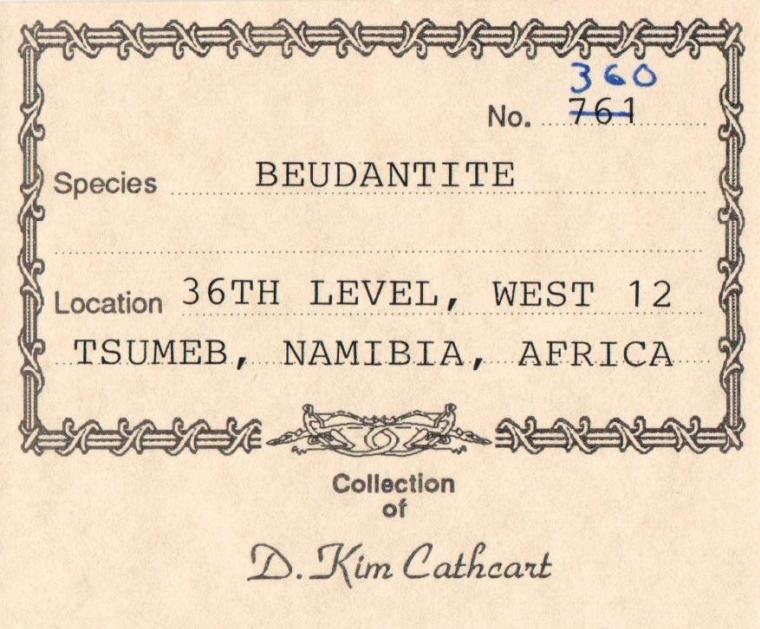 360
No. 761
Species BEUDANTITE
Location 36TH LEVEL, WEST 12
TSUMEB, NAMIBIA, AFRICA
Collection
of
D. Kim Cathcart